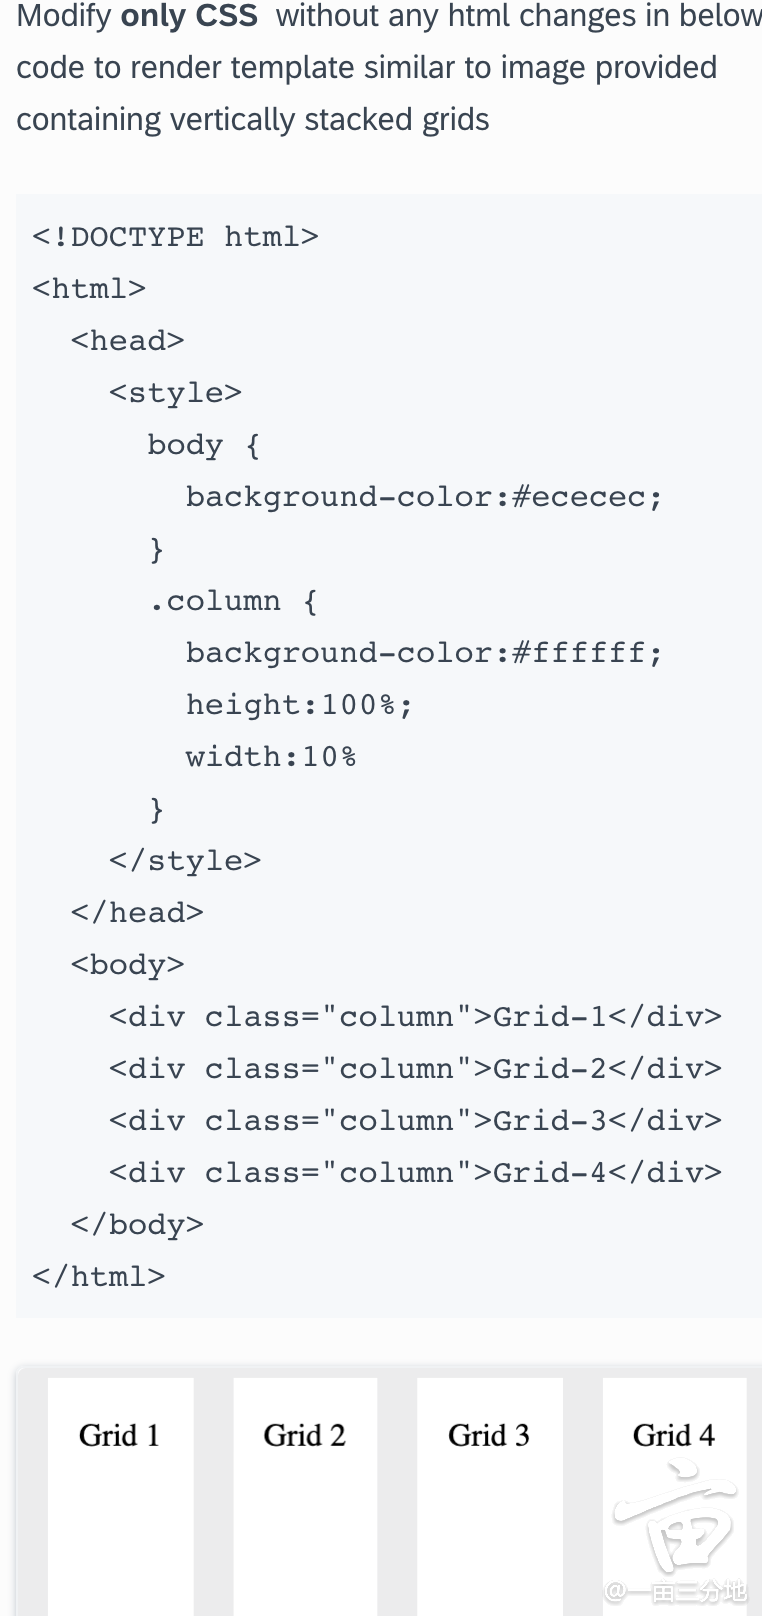 Modify only CSS  without any html changes in below
code to render template similar to image provided
containing vertically stacked grids
<!DOCTYPE html>
<html>
  <head>
    <style>
      body {
        background-color:#ececec;
      }
      .column {
        background-color:#ffffff;
        height:100%;
        width:10%
      }
    </style>
  </head>
  <body>
    <div class="column">Grid-1</div>
    <div class="column">Grid-2</div>
    <div class="column">Grid-3</div>
    <div class="column">Grid-4</div>
  </body>
</html>
Grid 1 Grid 2 Grid 3 Grid 4
亩
@一亩三分地